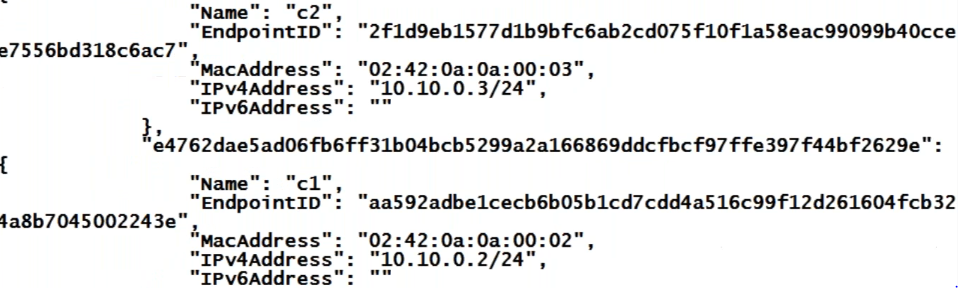 {
"Name": "c2",
"EndpointID": "2f1d9eb1577d1b9bfc6ab2cd075f10f1a58eac99099b40cce
e7556bd318c6ac7",
"MacAddress": "02:42:0a:0a:00:03",
"IPv4Address": "10.10.0.3/24",
"IPv6Address": ""
},
"e4762dae5ad06fb6ff31b04bcb5299a2a166869ddcfbcf97ffe397f44bf2629e":
{
"Name": "c1",
"EndpointID": "aa592adbe1cecb6b05b1cd7cdd4a516c99f12d261604fcb32
4a8b7045002243e",
"MacAddress": "02:42:0a:0a:00:02",
"IPv4Address": "10.10.0.2/24",
"IPv6Address": ""